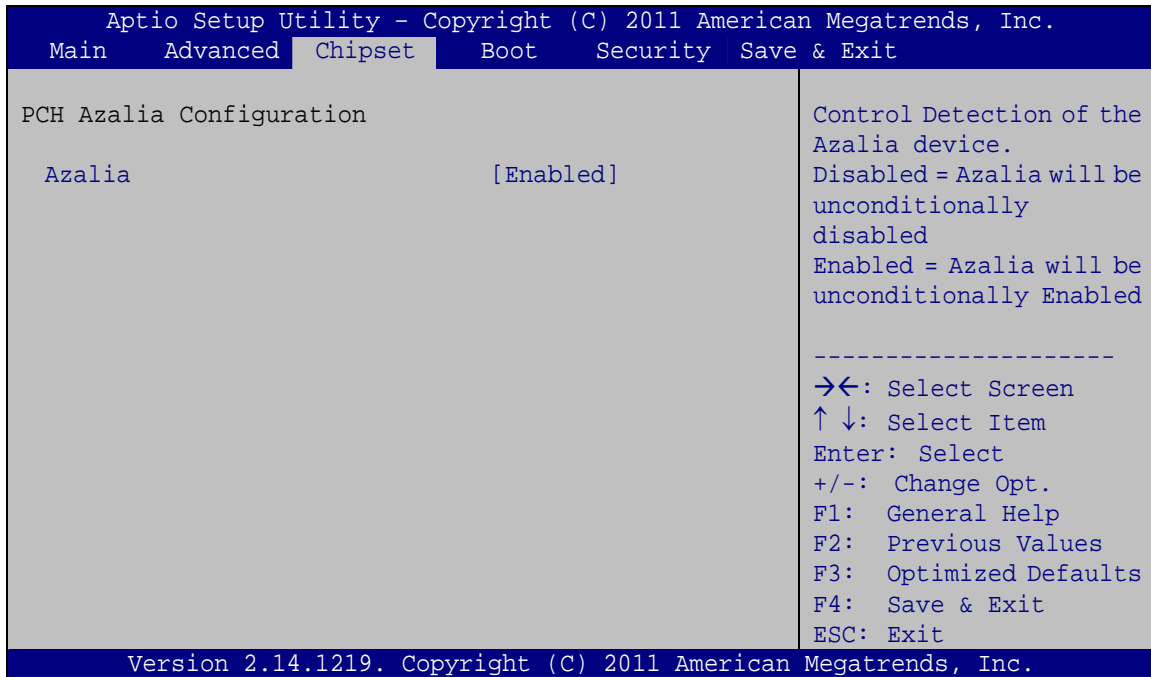 Aptio Setup Utility – Copyright (C) 2011 American Megatrends, Inc.
Main Advanced Chipset Boot Security Save & Exit
PCH Azalia Configuration
Azalia [Enabled]
Control Detection of the
Azalia device.
Disabled = Azalia will be
unconditionally
disabled
Enabled = Azalia will be
unconditionally Enabled
---------------------
→←: Select Screen
↑ ↓: Select Item
Enter: Select
+/-: Change Opt.
F1: General Help
F2: Previous Values
F3: Optimized Defaults
F4: Save & Exit
ESC: Exit
Version 2.14.1219. Copyright (C) 2011 American Megatrends, Inc.